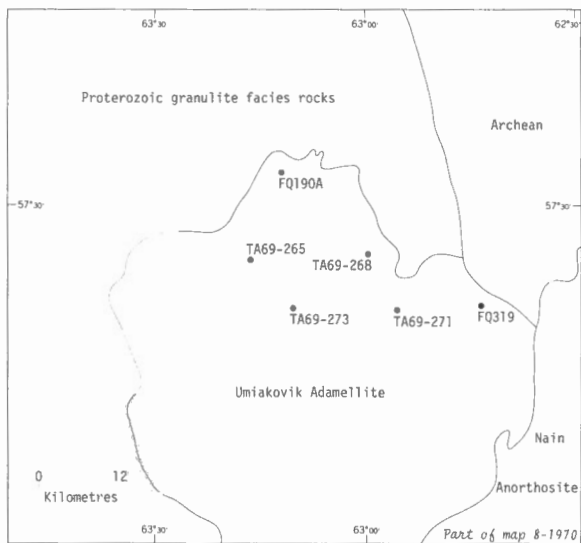 63°30' 63°00' 62°30'
Proterozoic granulite facies rocks
Archean
FQ190A
57°30' 57°30'
TA69-265
TA69-268
TA69-273
TA69-271
FQ319
Umiakovik Adamellite
Nain
Anorthosite
0 12
Kilometres
63°30' 63°00'
Part of map 8-1970